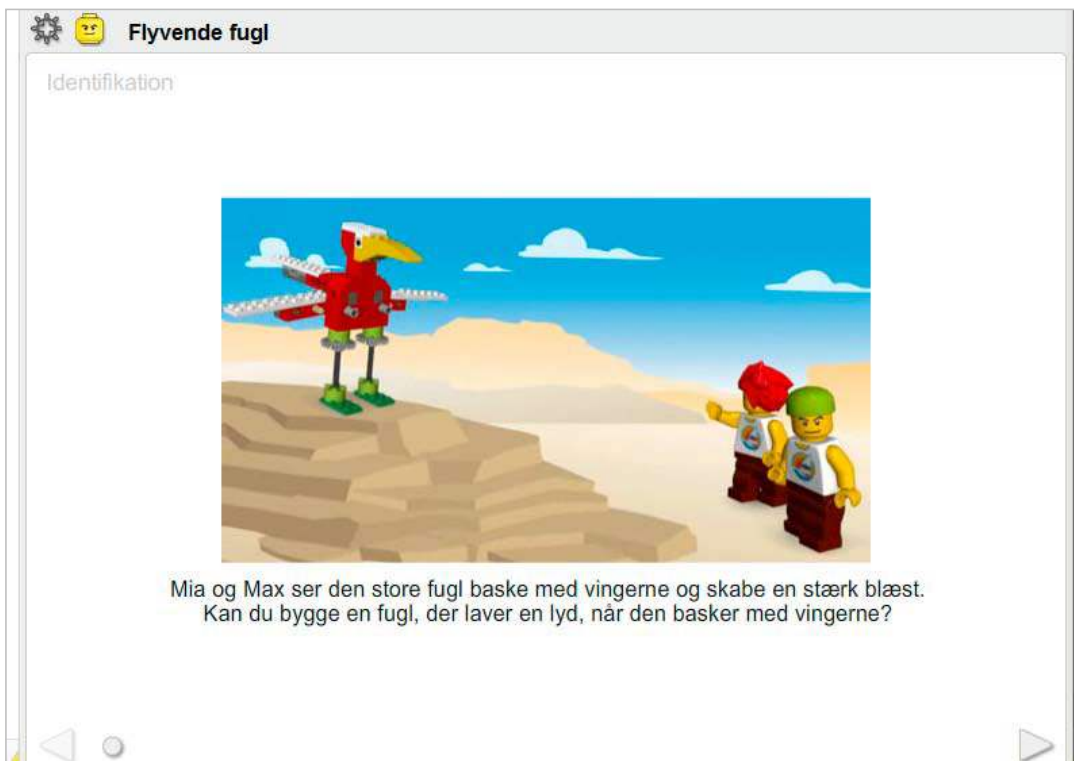 Flyvende fugl
Identifikation
Mia og Max ser den store fugl baske med vingerne og skabe en stærk blæst.
Kan du bygge en fugl, der laver en lyd, når den basker med vingerne?